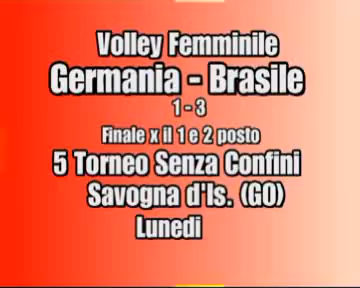 Volley Femminile
Germania - Brasile
1 - 3
Finale x il 1 e 2 posto
5 Torneo Senza Confini
Savogna d'Is. (GO)
Lunedi